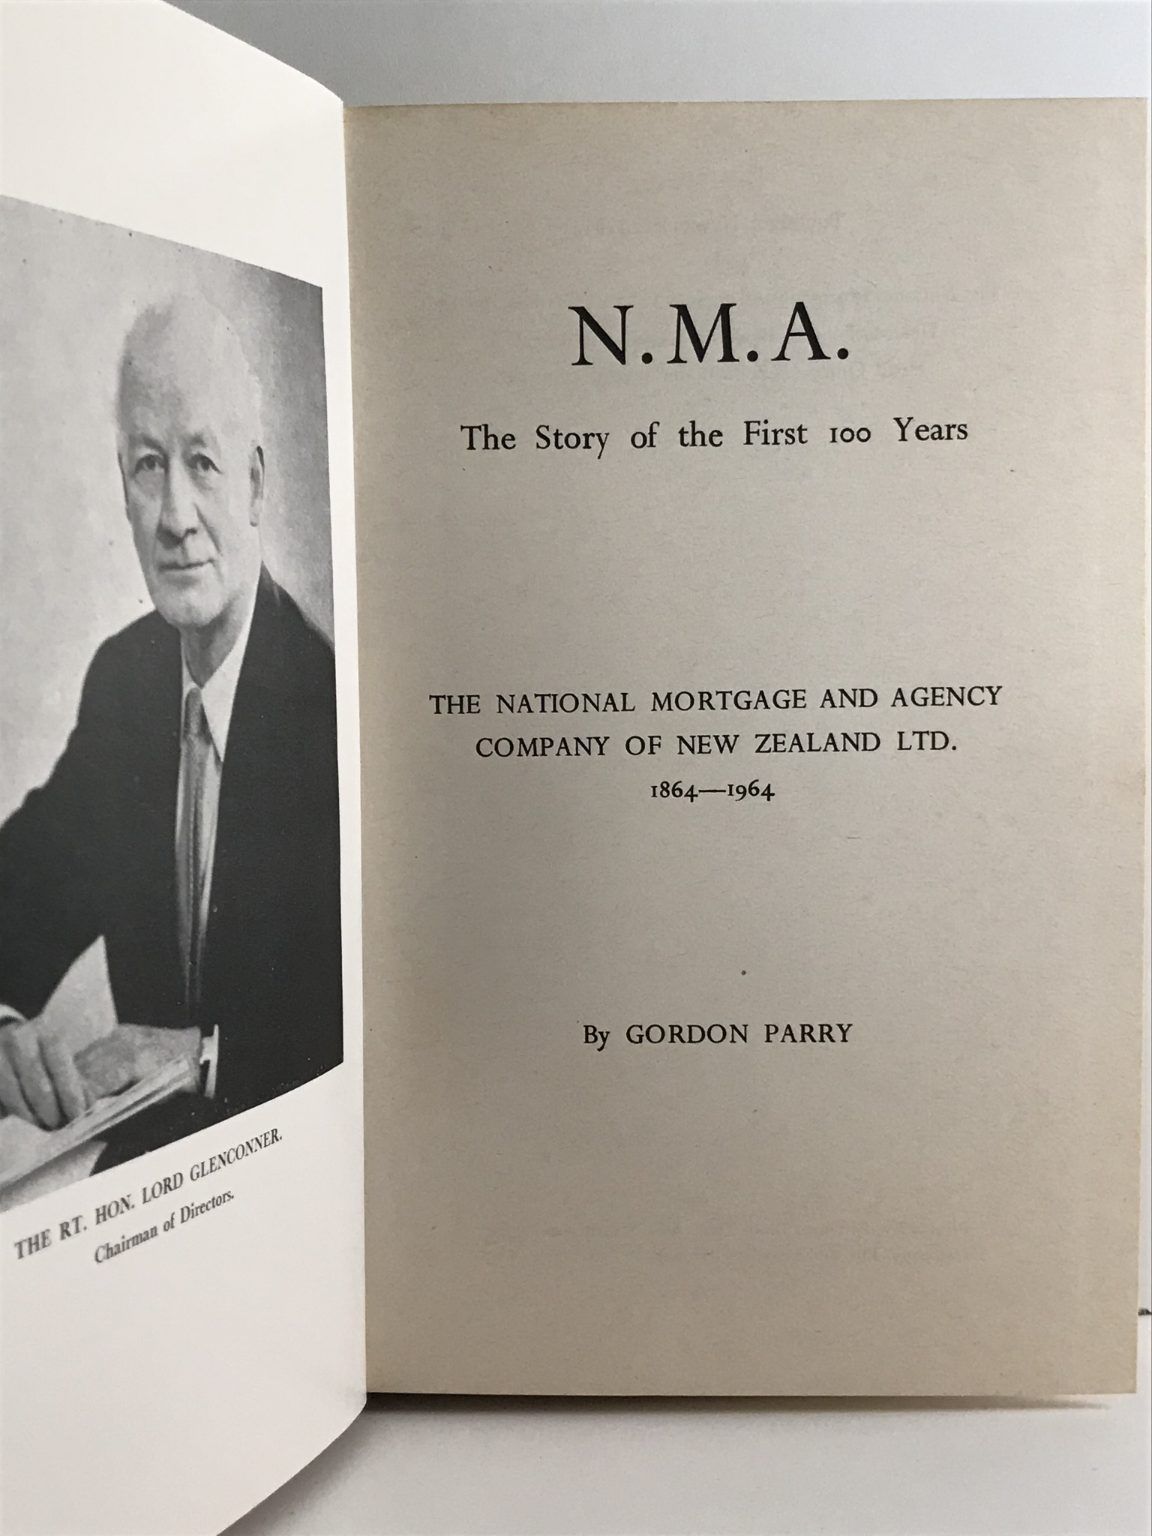 THE RT. HON. LORD GLENCONNER.
Chairman of Directors.
N.M.A.
The Story of the First 100 Years
THE NATIONAL MORTGAGE AND AGENCY
COMPANY OF NEW ZEALAND LTD.
1864—1964
By GORDON PARRY